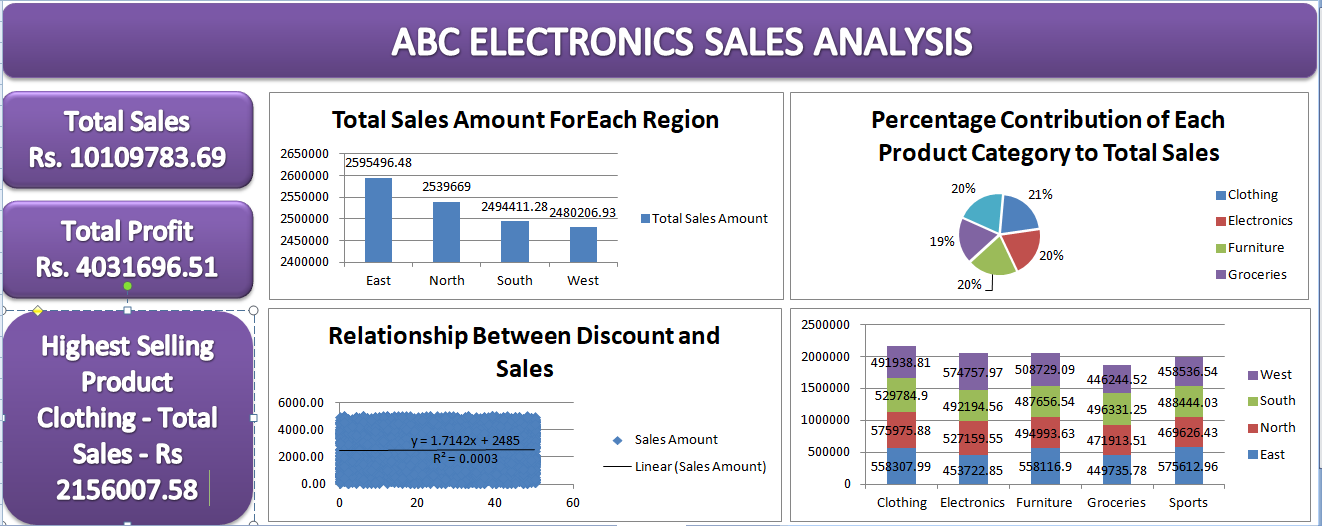 ABC ELECTRONICS SALES ANALYSIS
Total Sales
Rs. 10109783.69
Total Profit
Rs. 4031696.51
Highest Selling
Product
Clothing - Total
Sales - Rs
2156007.58
Total Sales Amount ForEach Region
2650000
2600000
2550000
2500000
2450000
2400000
2595496.48
2539669
2494411.28
2480206.93
East
North
South
West
Total Sales Amount
Percentage Contribution of Each
Product Category to Total Sales
20%
21%
19%
20%
20%
Clothing
Electronics
Furniture
Groceries
Relationship Between Discount and
Sales
6000.00
4000.00
2000.00
0.00
y = 1.7142x + 2485
R² = 0.0003
0
20
40
60
Sales Amount
Linear (Sales Amount)
2500000
2000000
1500000
1000000
500000
0
491938.81
574757.97
508729.09
446244.52
458536.54
529784.9
492194.56
487656.54
496331.25
488444.03
575975.88
527159.55
494993.63
471913.51
469626.43
558307.99
453722.85
558116.9
449735.78
575612.96
Clothing
Electronics
Furniture
Groceries
Sports
West
South
North
East